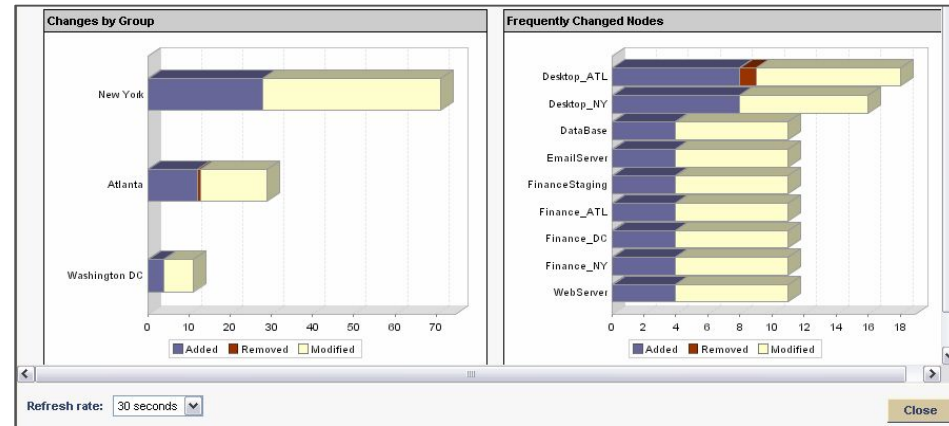 Changes by Group
New York
Atlanta
Washington DC
0 10 20 30 40 50 60 70
Added Removed Modified
Frequently Changed Nodes
Desktop_ATL
Desktop_NY
DataBase
EmailServer
FinanceStaging
Finance_ATL
Finance_DC
Finance_NY
WebServer
0 2 4 6 8 10 12 14 16 18
Added Removed Modified
Refresh rate: 30 seconds
Close